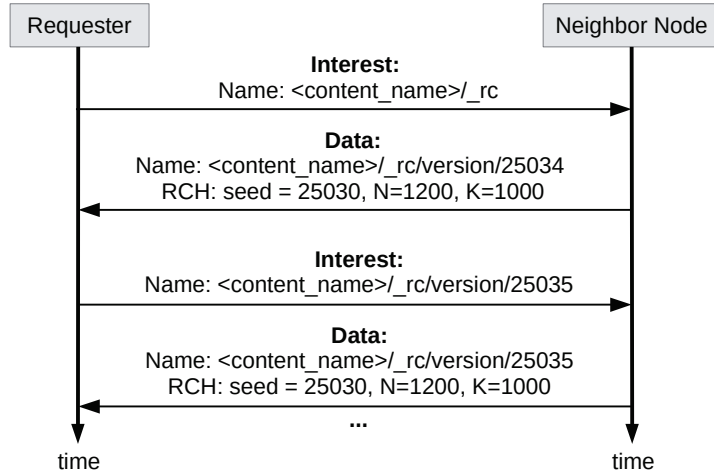 Requester
Neighbor Node
Interest:
Name: <content_name>/_rc
Data:
Name: <content_name>/_rc/version/25034
RCH: seed = 25030, N=1200, K=1000
Interest:
Name: <content_name>/_rc/version/25035
Data:
Name: <content_name>/_rc/version/25035
RCH: seed = 25030, N=1200, K=1000
...
time
time